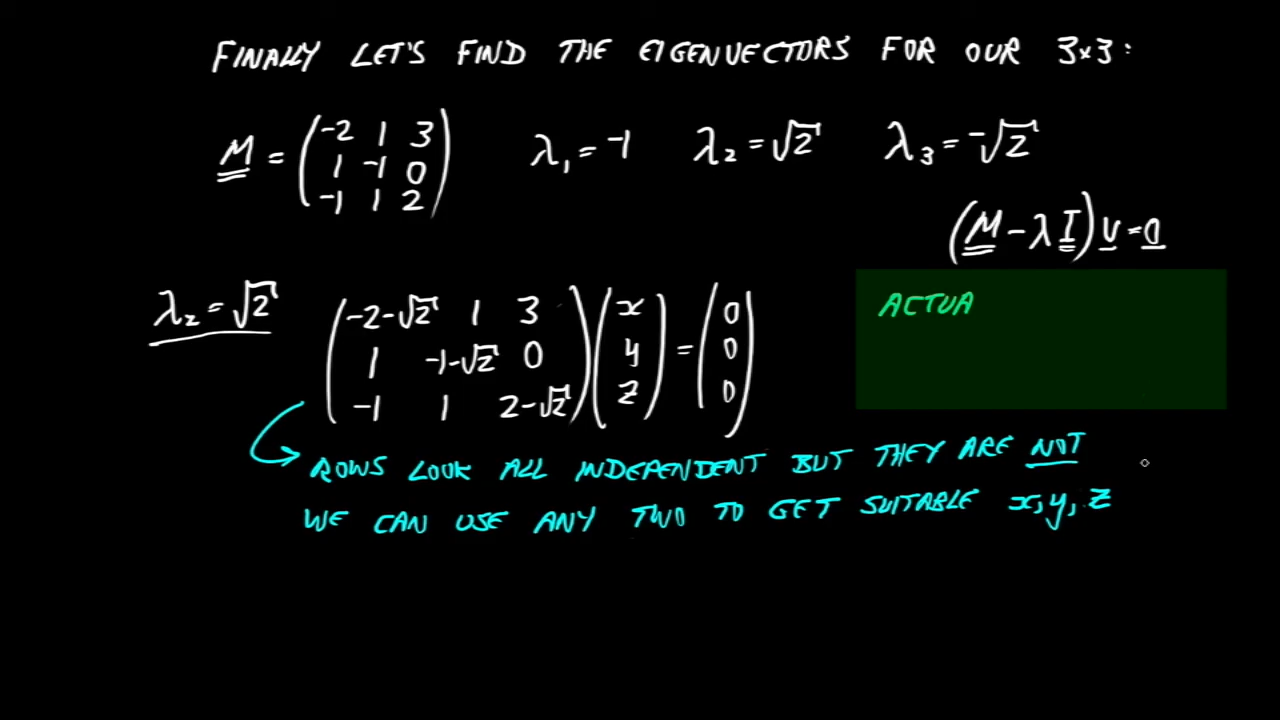 FINALLY LET'S FIND THE EIGENVECTORS FOR OUR 3×3:
M = (-2 1 3; 1 -1 0; -1 1 2) λ₁ = -1 λ₂ = √2 λ₃ = -√2
(M - λI)v = 0
λ₂ = √2 (-2-√2 1 3; 1 -1-√2 0; -1 1 2-√2)(x; y; z) = (0; 0; 0)
ACTUA
ROWS LOOK ALL INDEPENDENT BUT THEY ARE NOT
WE CAN USE ANY TWO TO GET SUITABLE x, y, z